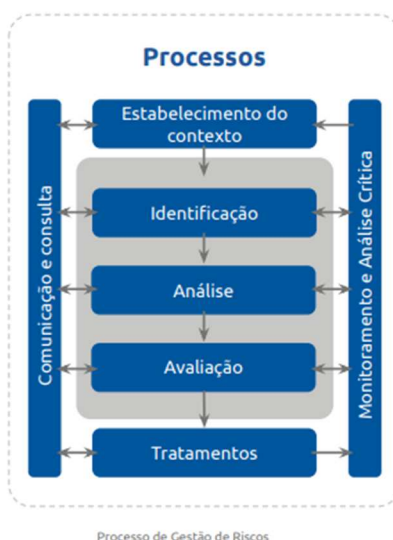 Processos
Estabelecimento do
contexto
Comunicação e consulta
Identificação
Análise
Avaliação
Tratamentos
Monitoramento e Análise Crítica
Processo de Gestão de Riscos